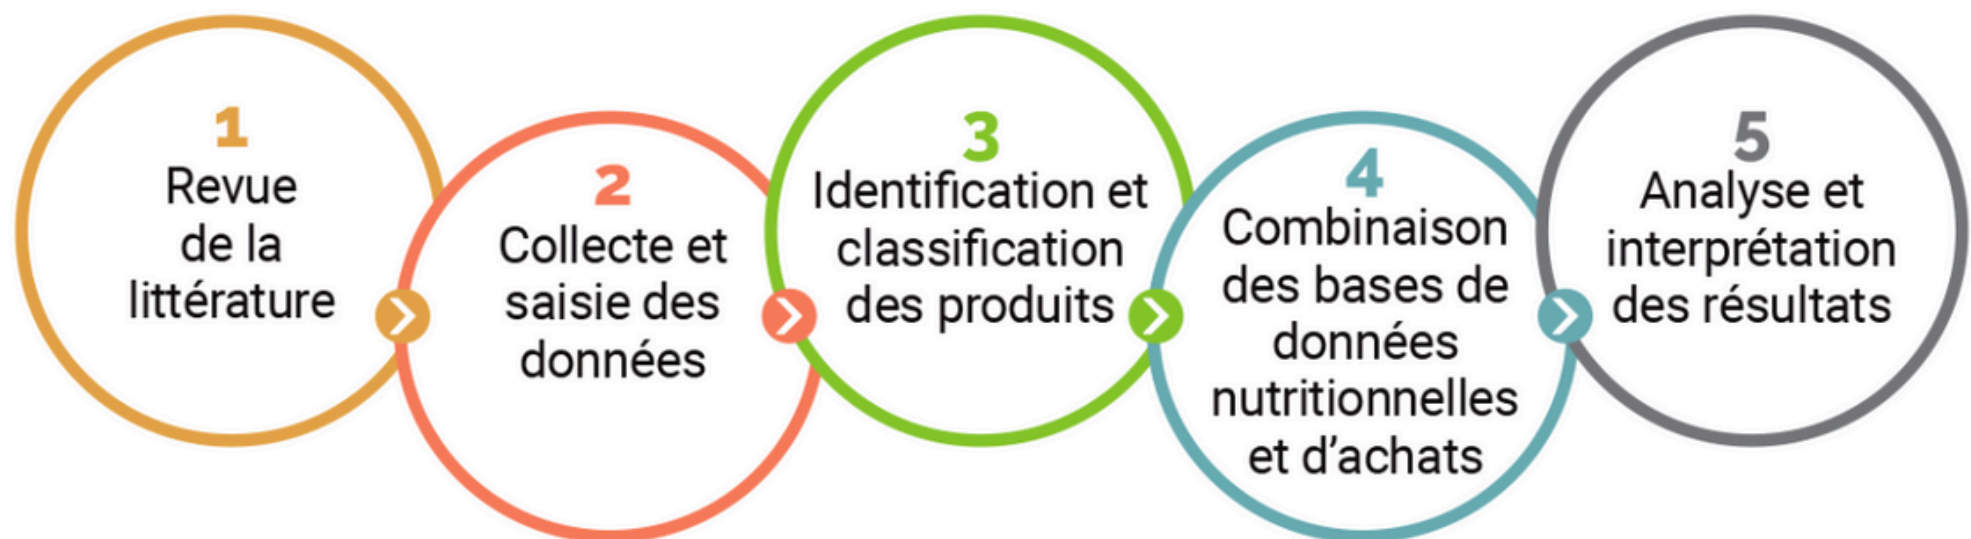 1
Revue
de la
littérature
2
Collecte et
saisie des
données
3
Identification et
classification
des produits
4
Combinaison
des bases de
données
nutritionnelles
et d’achats
5
Analyse et
interprétation
des résultats